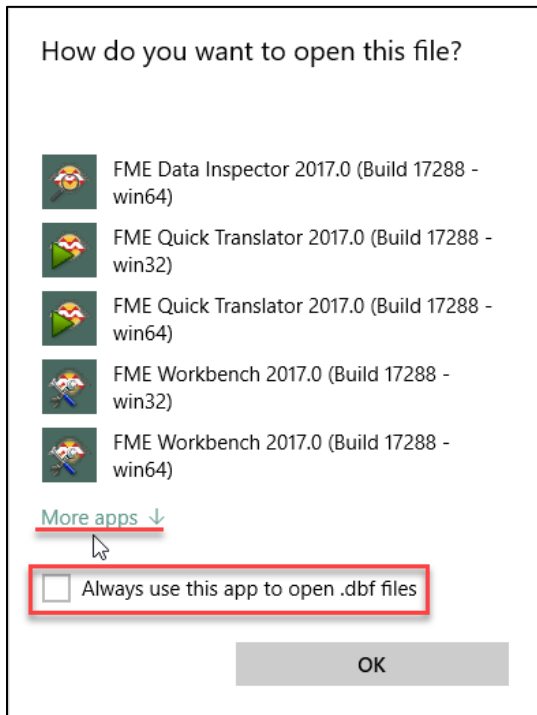 How do you want to open this file?
FME Data Inspector 2017.0 (Build 17288 -
win64)
FME Quick Translator 2017.0 (Build 17288 -
win32)
FME Quick Translator 2017.0 (Build 17288 -
win64)
FME Workbench 2017.0 (Build 17288 -
win32)
FME Workbench 2017.0 (Build 17288 -
win64)
More apps ↓
Always use this app to open .dbf files
OK